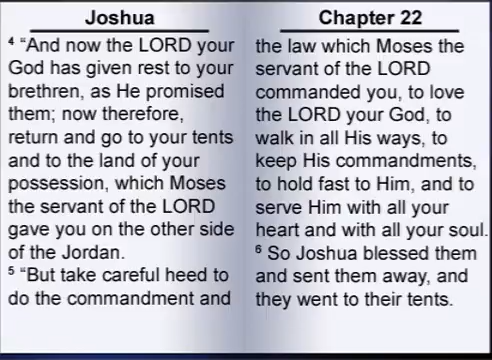 Joshua
⁴ “And now the LORD your
God has given rest to your
brethren, as He promised
them; now therefore,
return and go to your tents
and to the land of your
possession, which Moses
the servant of the LORD
gave you on the other side
of the Jordan.
⁵ “But take careful heed to
do the commandment and
Chapter 22
the law which Moses the
servant of the LORD
commanded you, to love
the LORD your God, to
walk in all His ways, to
keep His commandments,
to hold fast to Him, and to
serve Him with all your
heart and with all your soul.
⁶ So Joshua blessed them
and sent them away, and
they went to their tents.